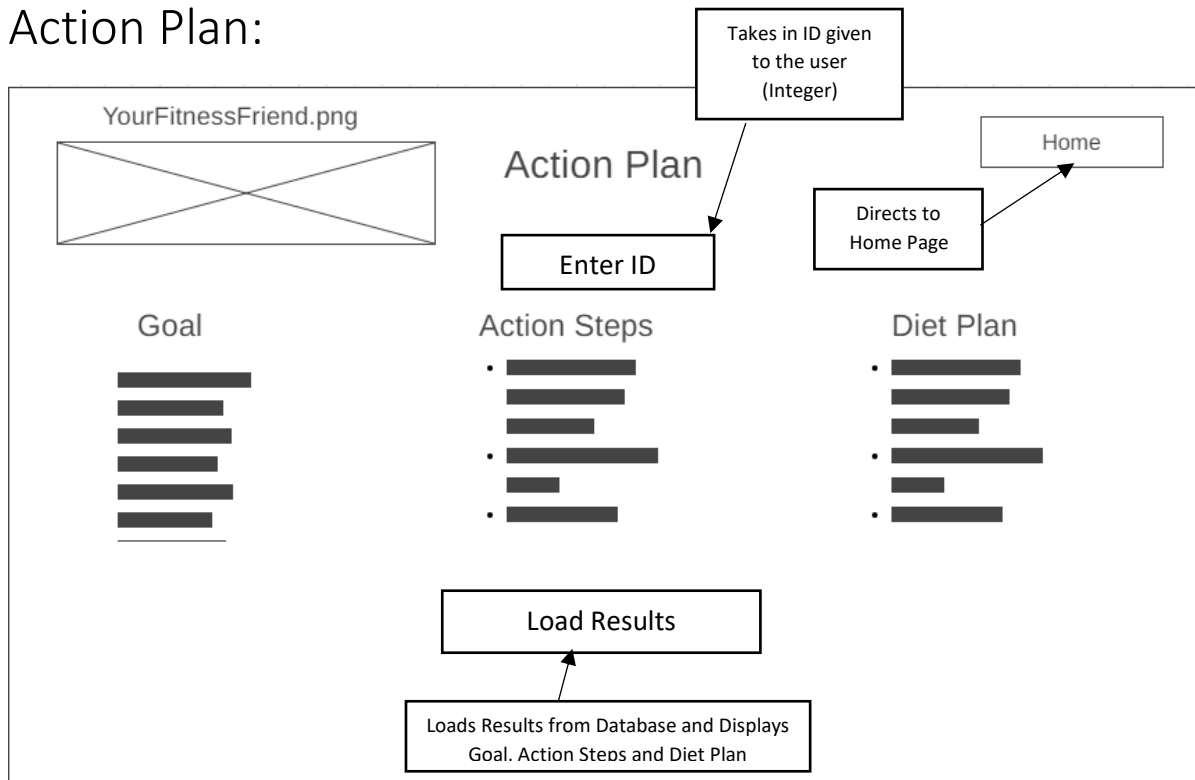 Action Plan:
Takes in ID given
to the user
(Integer)
YourFitnessFriend.png
Action Plan
Home
Directs to
Home Page
Enter ID
Goal
Action Steps
Diet Plan
Load Results
Loads Results from Database and Displays
Goal. Action Steps and Diet Plan